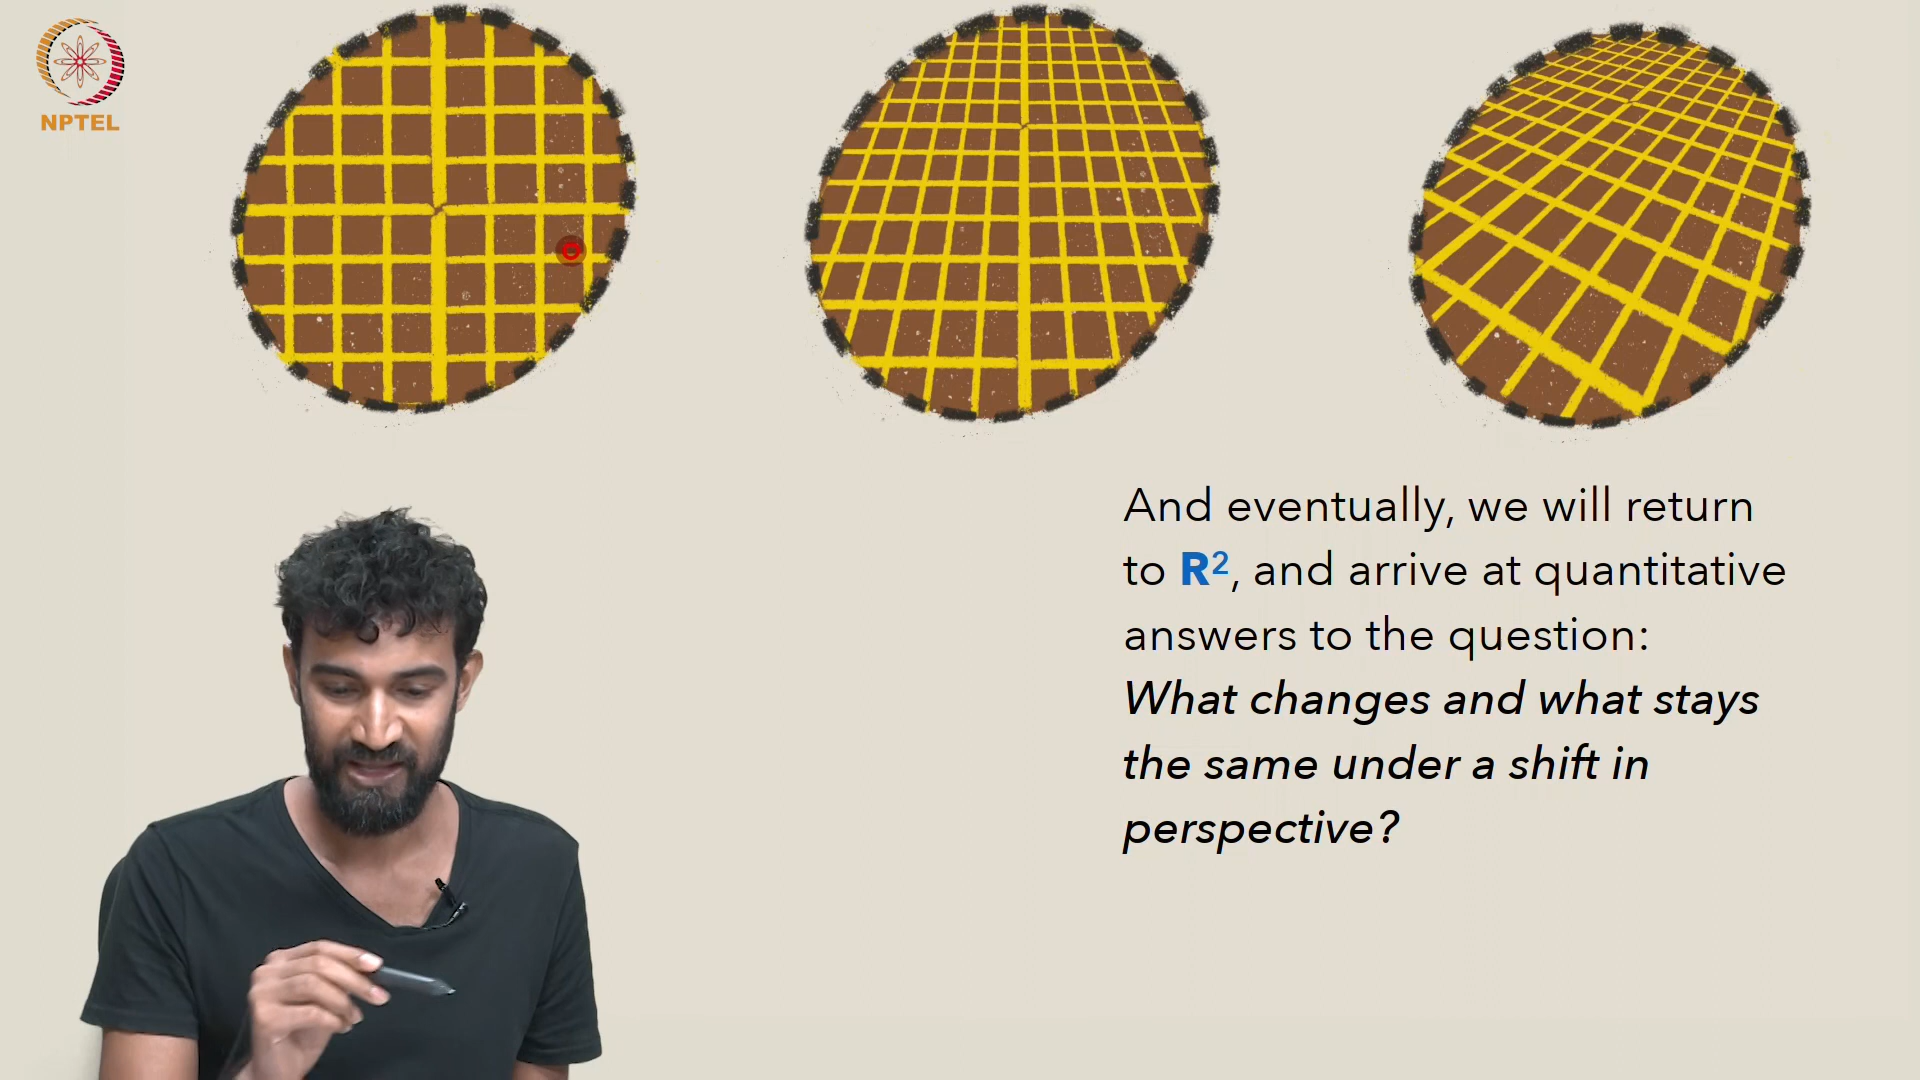 NPTEL
And eventually, we will return
to R², and arrive at quantitative
answers to the question:
What changes and what stays
the same under a shift in
perspective?